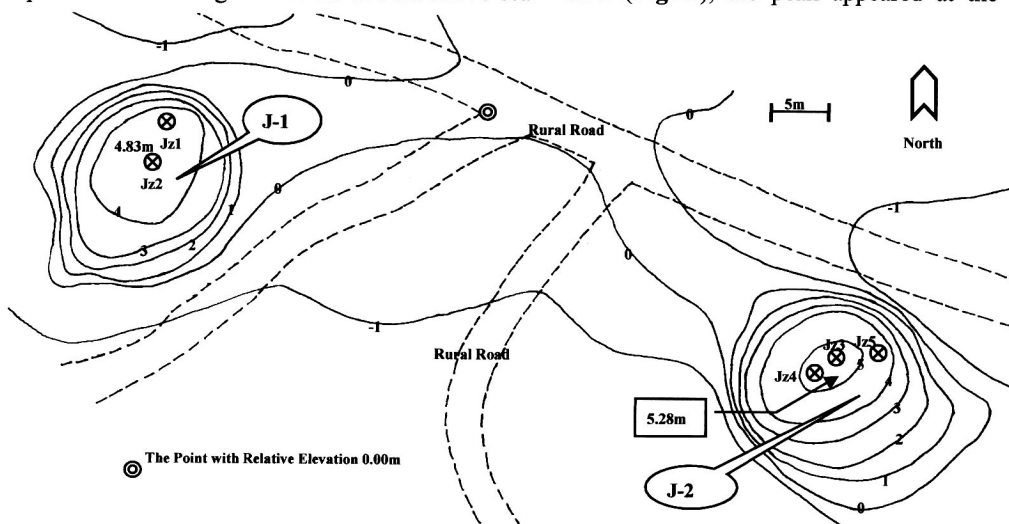 -1
0
J-1
5m
0
North
Rural Road
Jz1
4.83m
Jz2
0
4
1
2
3
-1
0
-1
Rural Road
Jz3
Jz5
5
Jz4
4
3
5.28m
2
The Point with Relative Elevation 0.00m
J-2
1
0